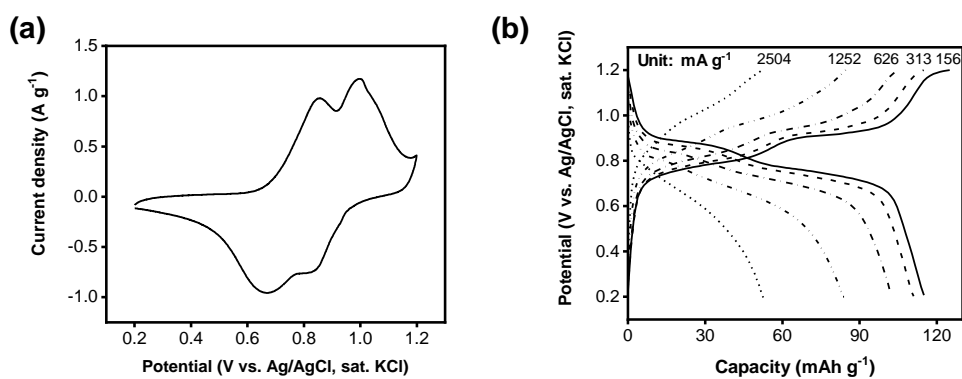 (a)
1.5
1.0
0.5
0.0
-0.5
-1.0
Current density (A g⁻¹)
0.2 0.4 0.6 0.8 1.0 1.2
Potential (V vs. Ag/AgCl, sat. KCl)
(b)
Unit: mA g⁻¹ 2504 1252 626 313 156
1.2
1.0
0.8
0.6
0.4
0.2
Potential (V vs. Ag/AgCl, sat. KCl)
0 30 60 90 120
Capacity (mAh g⁻¹)